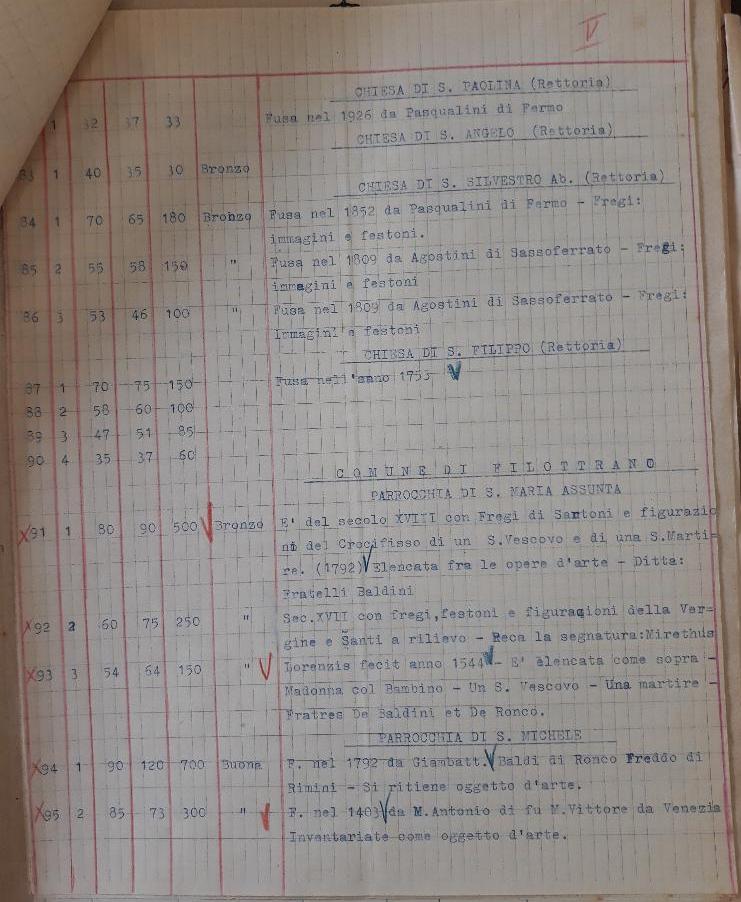 V
CHIESA DI S. PAOLINA (Rettoria)
1 32 37 33 Fusa nel 1926 da Pasqualini di Fermo
CHIESA DI S. ANGELO (Rettoria)
83 1 40 35 30 Bronzo
CHIESA DI S. SILVESTRO Ab. (Rettoria)
84 1 70 65 180 Bronzo Fusa nel 1852 da Pasqualini di Fermo - Fregi:
immagini e festoni.
85 2 55 58 150 " Fusa nel 1809 da Agostini di Sassoferrato - Fregi:
immagini e festoni
86 3 53 46 100 " Fusa nel 1809 da Agostini di Sassoferrato - Fregi:
Immagini e festoni
CHIESA DI S. FILIPPO (Rettoria)
87 1 70 75 150 Fusa nell'anno 1753
88 2 58 60 100
89 3 47 51 85
90 4 35 37 60
COMUNE DI FILOTTRANO
PARROCCHIA DI S. MARIA ASSUNTA
X91 1 80 90 500 Bronzo E' del secolo XVIII con Fregi di Santoni e figurazio
ni del Crocifisso di un S.Vescovo e di una S.Marti=
re. (1792) Elencata fra le opere d'arte - Ditta:
Fratelli Baldini
X92 2 60 75 250 " Sec.XVII con fregi,festoni e figurazioni della Ver=
gine e Santi a rilievo - Reca la segnatura:Mirethus
X93 3 54 64 150 " Lorenzis fecit anno 1544 - E' elencata come sopra -
Madonna col Bambino - Un S. Vescovo - Una martire -
Fratres De Baldini et De Ronco.
PARROCCHIA DI S. MICHELE
X94 1 90 120 700 Buona F. nel 1792 da Giambatt. Baldi di Ronco Freddo di
Rimini - Si ritiene oggetto d'arte.
X95 2 85 73 300 " F. nel 1403 da M.Antonio di fu M.Vittore da Venezia
Inventariate come oggetto d'arte.